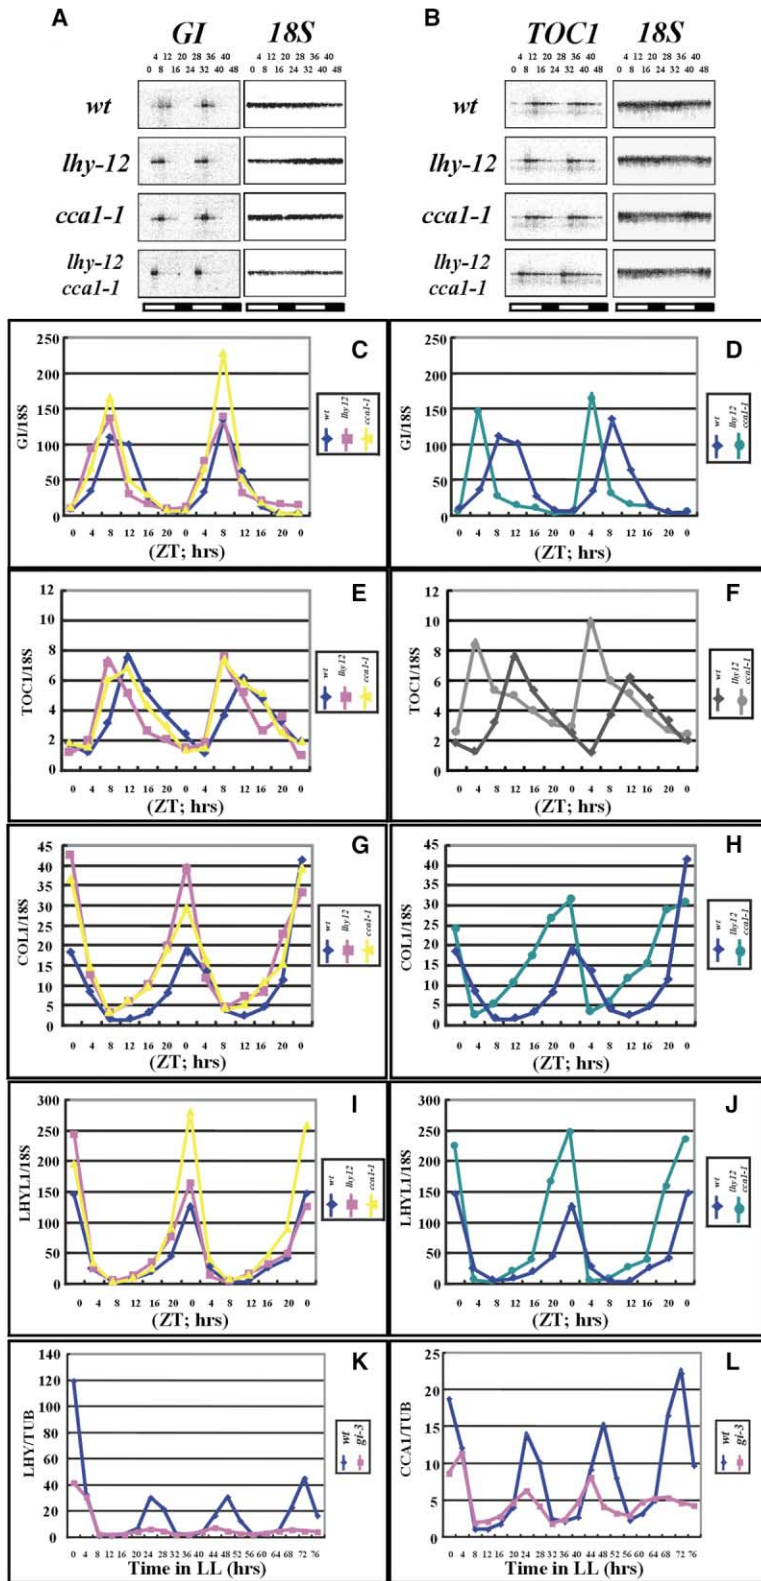 A B
GI 18S TOC1 18S
4 12 20 28 36 40 4 12 20 28 36 40 4 12 20 28 36 40 4 12 20 28 36 40
0 8 16 24 32 48 0 8 16 24 32 48 0 8 16 24 32 48 0 8 16 24 32 48
wt wt
lhy-12 lhy-12
cca1-1 cca1-1
lhy-12 lhy-12
cca1-1 cca1-1
C
GI/18S
250
200
150
100
50
0
0 4 8 12 16 20 0 4 8 12 16 20 0
(ZT; hrs)
wt
lhy12
cca1-1
D
GI/18S
250
200
150
100
50
0
0 4 8 12 16 20 0 4 8 12 16 20 0
(ZT; hrs)
wt
lhy12
cca1-1
E
TOC1/18S
12
10
8
6
4
2
0
0 4 8 12 16 20 0 4 8 12 16 20 0
(ZT; hrs)
wt
lhy12
cca1-1
F
TOC1/18S
12
10
8
6
4
2
0
0 4 8 12 16 20 0 4 8 12 16 20 0
(ZT; hrs)
wt
lhy12
cca1-1
G
COL1/18S
45
40
35
30
25
20
15
10
5
0
0 4 8 12 16 20 0 4 8 12 16 20 0
(ZT; hrs)
wt
lhy12
cca1-1
H
COL1/18S
45
40
35
30
25
20
15
10
5
0
0 4 8 12 16 20 0 4 8 12 16 20 0
(ZT; hrs)
wt
lhy12
cca1-1
I
LHYL1/18S
300
250
200
150
100
50
0
0 4 8 12 16 20 0 4 8 12 16 20 0
(ZT; hrs)
wt
lhy12
cca1-1
J
LHYL1/18S
300
250
200
150
100
50
0
0 4 8 12 16 20 0 4 8 12 16 20 0
(ZT; hrs)
wt
lhy12
cca1-1
K
LHY/TUB
140
120
100
80
60
40
20
0
0 4 8 12 16 20 24 28 32 36 40 44 48 52 56 60 64 68 72 76
Time in LL (hrs)
wt
gi-3
L
CCA1/TUB
25
20
15
10
5
0
0 4 8 12 16 20 24 28 32 36 40 44 48 52 56 60 64 68 72 76
Time in LL (hrs)
wt
gi-3